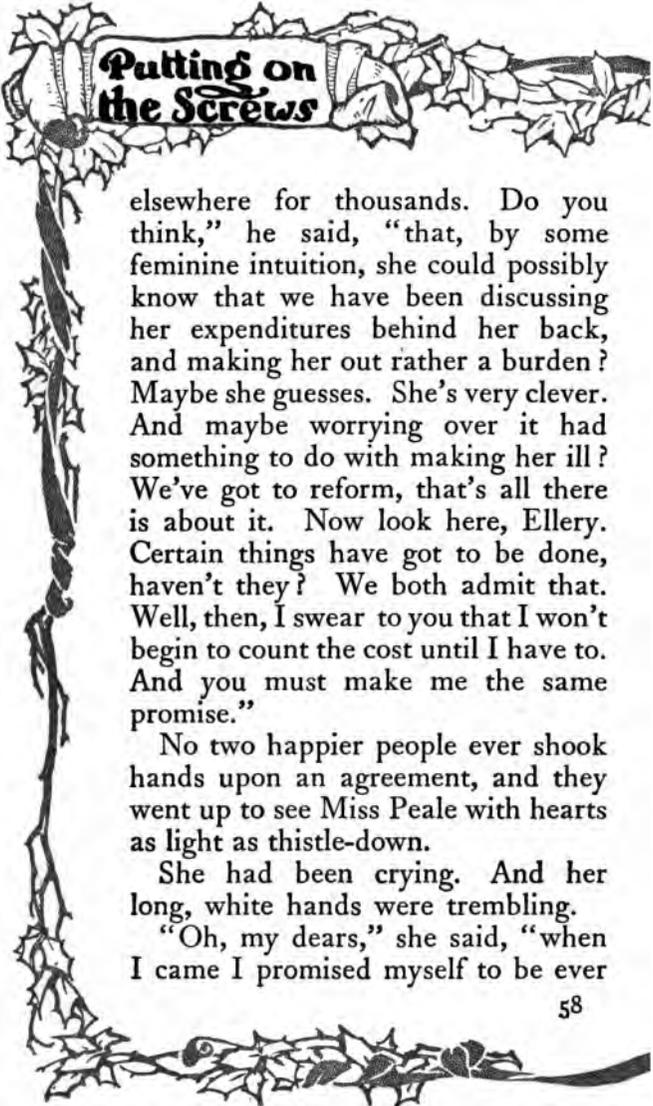 Putting on
the Screws
elsewhere for thousands. Do you
think,” he said, “that, by some
feminine intuition, she could possibly
know that we have been discussing
her expenditures behind her back,
and making her out rather a burden?
Maybe she guesses. She’s very clever.
And maybe worrying over it had
something to do with making her ill?
We’ve got to reform, that’s all there
is about it. Now look here, Ellery.
Certain things have got to be done,
haven’t they? We both admit that.
Well, then, I swear to you that I won’t
begin to count the cost until I have to.
And you must make me the same
promise.”
No two happier people ever shook
hands upon an agreement, and they
went up to see Miss Peale with hearts
as light as thistle-down.
She had been crying. And her
long, white hands were trembling.
“Oh, my dears,” she said, “when
I came I promised myself to be ever
58